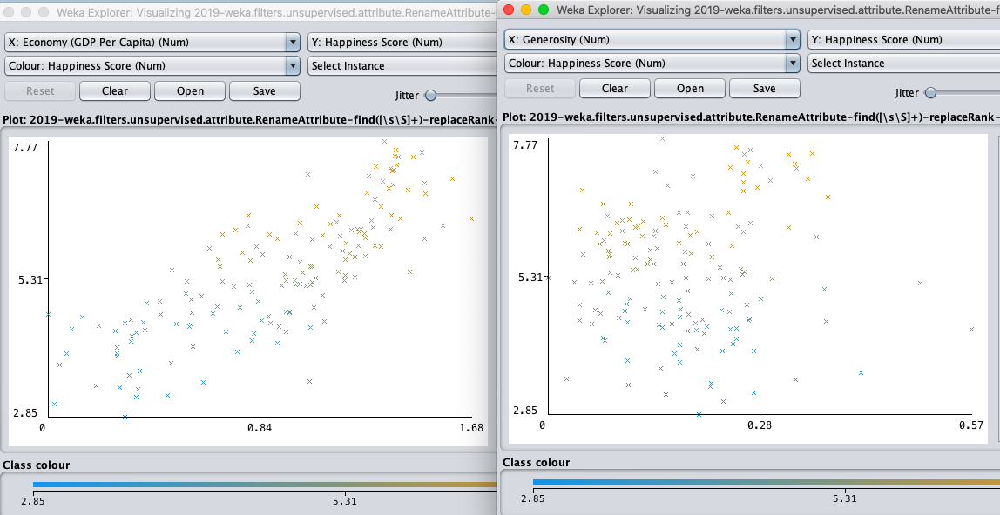 Weka Explorer: Visualizing 2019-weka.filters.unsupervised.attribute.RenameAttribute-
X: Economy (GDP Per Capita) (Num)
Y: Happiness Score (Num)
Colour: Happiness Score (Num)
Select Instance
Reset
Clear
Open
Save
Jitter
Plot: 2019-weka.filters.unsupervised.attribute.RenameAttribute-find([\s\S]+)-replaceRank-
7.77
5.31
2.85
0
0.84
1.68
Class colour
2.85
5.31
Weka Explorer: Visualizing 2019-weka.filters.unsupervised.attribute.RenameAttribute-f
X: Generosity (Num)
Y: Happiness Score (Num)
Colour: Happiness Score (Num)
Select Instance
Reset
Clear
Open
Save
Jitter
Plot: 2019-weka.filters.unsupervised.attribute.RenameAttribute-find([\s\S]+)-replaceRank-
7.77
5.31
2.85
0
0.28
0.57
Class colour
2.85
5.31